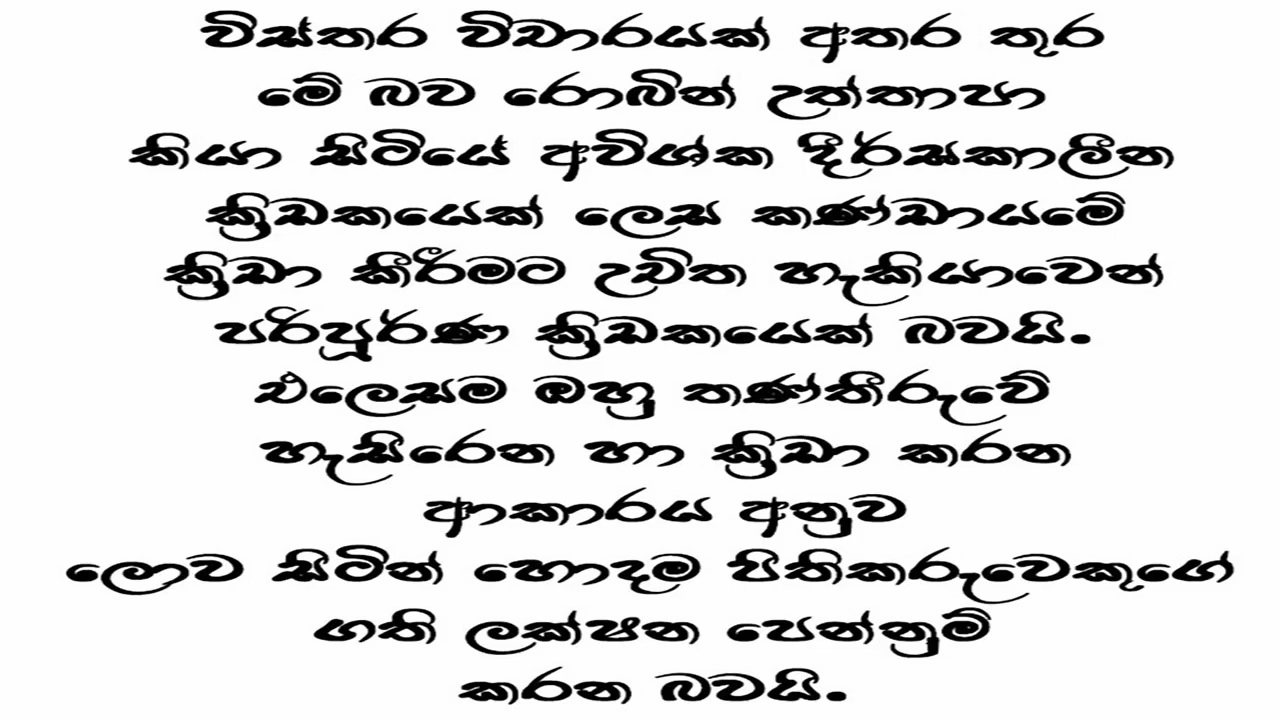 විස්තර විචාරයක් අතර තුර
මේ බව රොබින් උත්තාපා
කියා සිටියේ අවිශ්ක දීර්ඝකාලීන
ක්‍රිඩකයෙක් ලෙස කණ්ඩායමේ
ක්‍රිඩා කිරීමට උචිත හැකියාවෙන්
පරිපූර්ණ ක්‍රිඩකයෙක් බවයි.
එලෙසම ඔහු තණ්තීරුවේ
හැසිරෙන හා ක්‍රිඩා කරන
ආකාරය අනුව
ලොව සිටින් හොදම පිතිකරුවෙකුගේ
ගති ලක්ෂන පෙන්නුම්
කරන බවයි.